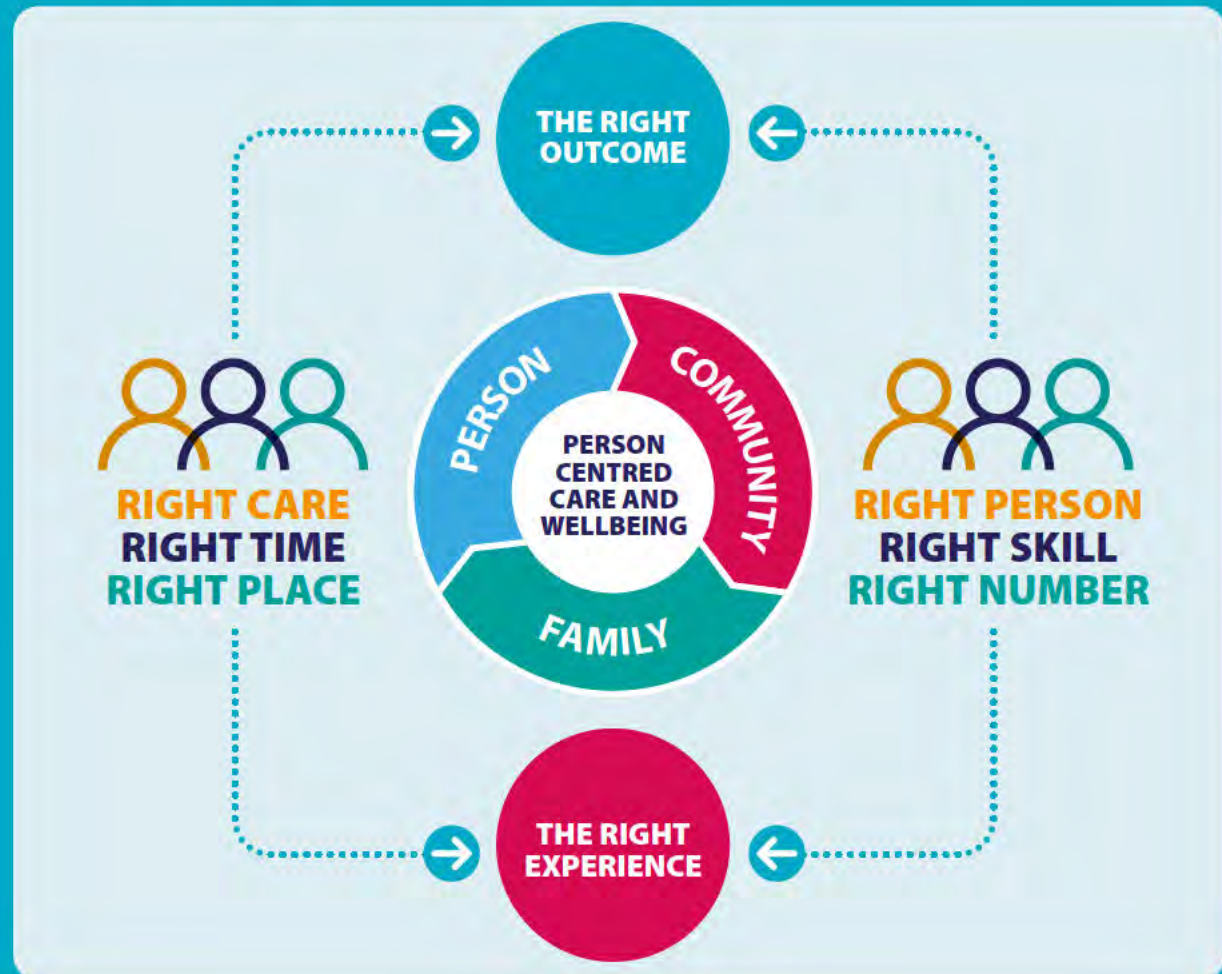 THE RIGHT
OUTCOME
RIGHT CARE
RIGHT TIME
RIGHT PLACE
PERSON
COMMUNITY
FAMILY
PERSON
CENTRED
CARE AND
WELLBEING
RIGHT PERSON
RIGHT SKILL
RIGHT NUMBER
THE RIGHT
EXPERIENCE